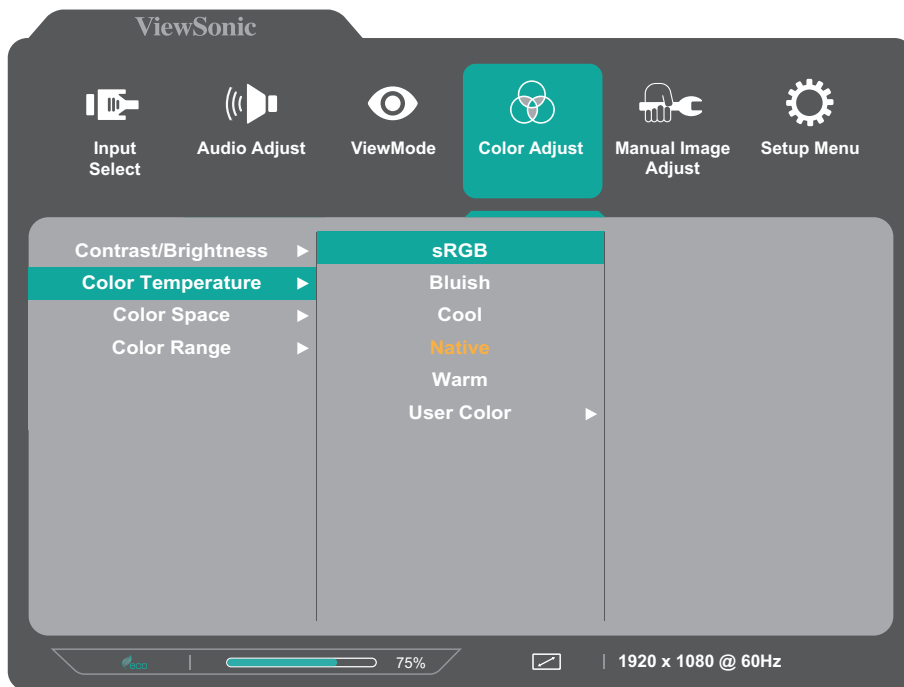 ViewSonic
Input
Select
Audio Adjust
ViewMode
Color Adjust
Manual Image
Adjust
Setup Menu
Contrast/Brightness
Color Temperature
Color Space
Color Range
sRGB
Bluish
Cool
Native
Warm
User Color
eco
75%
1920 x 1080 @ 60Hz